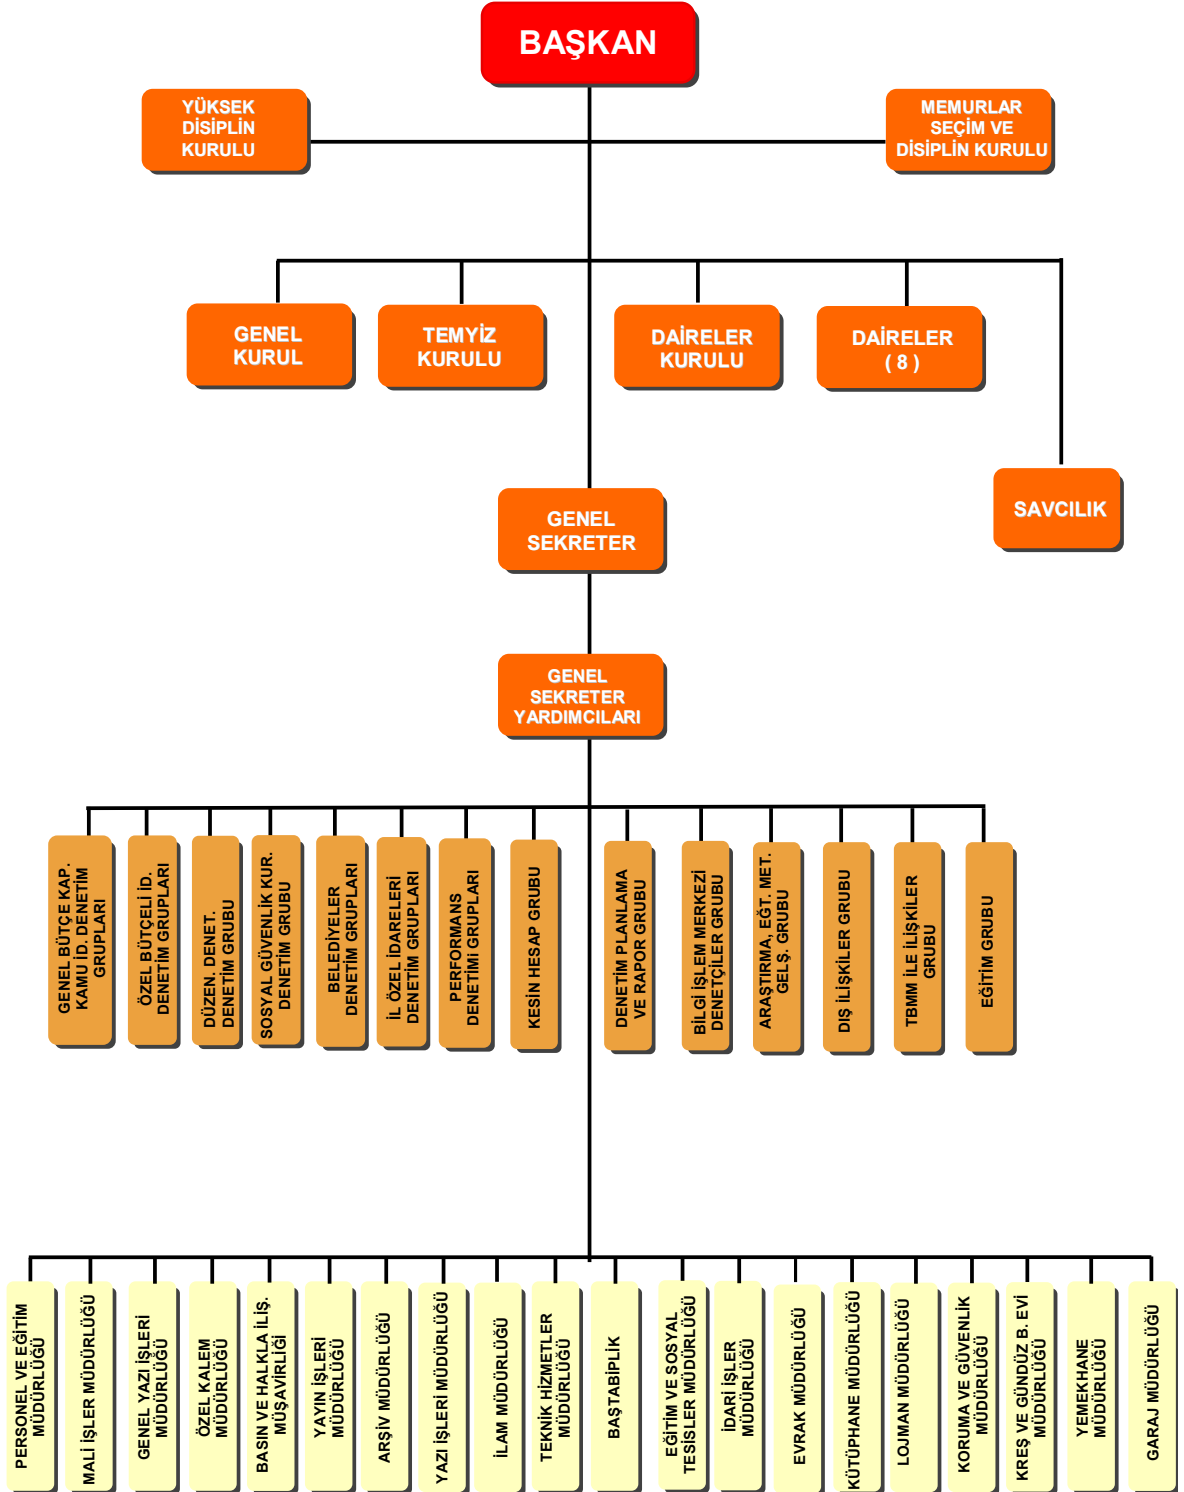 BAŞKAN
YÜKSEK
DİSİPLİN
KURULU
MEMURLAR
SEÇİM VE
DİSİPLİN KURULU
GENEL
KURUL
TEMYİZ
KURULU
DAİRELER
KURULU
DAİRELER
( 8 )
SAVCILIK
GENEL
SEKRETER
GENEL
SEKRETER
YARDIMCILARI
GENEL BÜTÇE KAP.
KAMU İD. DENETİM
GRUPLARI
ÖZEL BÜTÇELİ İD.
DENETİM GRUPLARI
DÜZEN. DENET.
DENETİM GRUBU
SOSYAL GÜVENLİK KUR.
DENETİM GRUBU
BELEDİYELER
DENETİM GRUPLARI
İL ÖZEL İDARELERİ
DENETİM GRUPLARI
PERFORMANS
DENETİMİ GRUPLARI
KESİN HESAP GRUBU
DENETİM PLANLAMA
VE RAPOR GRUBU
BİLGİ İŞLEM MERKEZİ
DENETÇİLER GRUBU
ARAŞTIRMA, EĞT. MET.
GELŞ. GRUBU
DIŞ İLİŞKİLER GRUBU
TBMM İLE İLİŞKİLER
GRUBU
EĞİTİM GRUBU
PERSONEL VE EĞİTİM
MÜDÜRLÜĞÜ
MALİ İŞLER MÜDÜRLÜĞÜ
GENEL YAZI İŞLERİ
MÜDÜRLÜĞÜ
ÖZEL KALEM
MÜDÜRLÜĞÜ
BASIN VE HALKLA İLİŞ.
MÜŞAVİRLİĞİ
YAYIN İŞLERİ
MÜDÜRLÜĞÜ
ARŞİV MÜDÜRLÜĞÜ
YAZI İŞLERİ MÜDÜRLÜĞÜ
İLAM MÜDÜRLÜĞÜ
TEKNİK HİZMETLER
MÜDÜRLÜĞÜ
BAŞTABİPLİK
EĞİTİM VE SOSYAL
TESİSLER MÜDÜRLÜĞÜ
İDARİ İŞLER
MÜDÜRLÜĞÜ
EVRAK MÜDÜRLÜĞÜ
KÜTÜPHANE MÜDÜRLÜĞÜ
LOJMAN MÜDÜRLÜĞÜ
KORUMA VE GÜVENLİK
MÜDÜRLÜĞÜ
KREŞ VE GÜNDÜZ B. EVİ
MÜDÜRLÜĞÜ
YEMEKHANE
MÜDÜRLÜĞÜ
GARAJ MÜDÜRLÜĞÜ